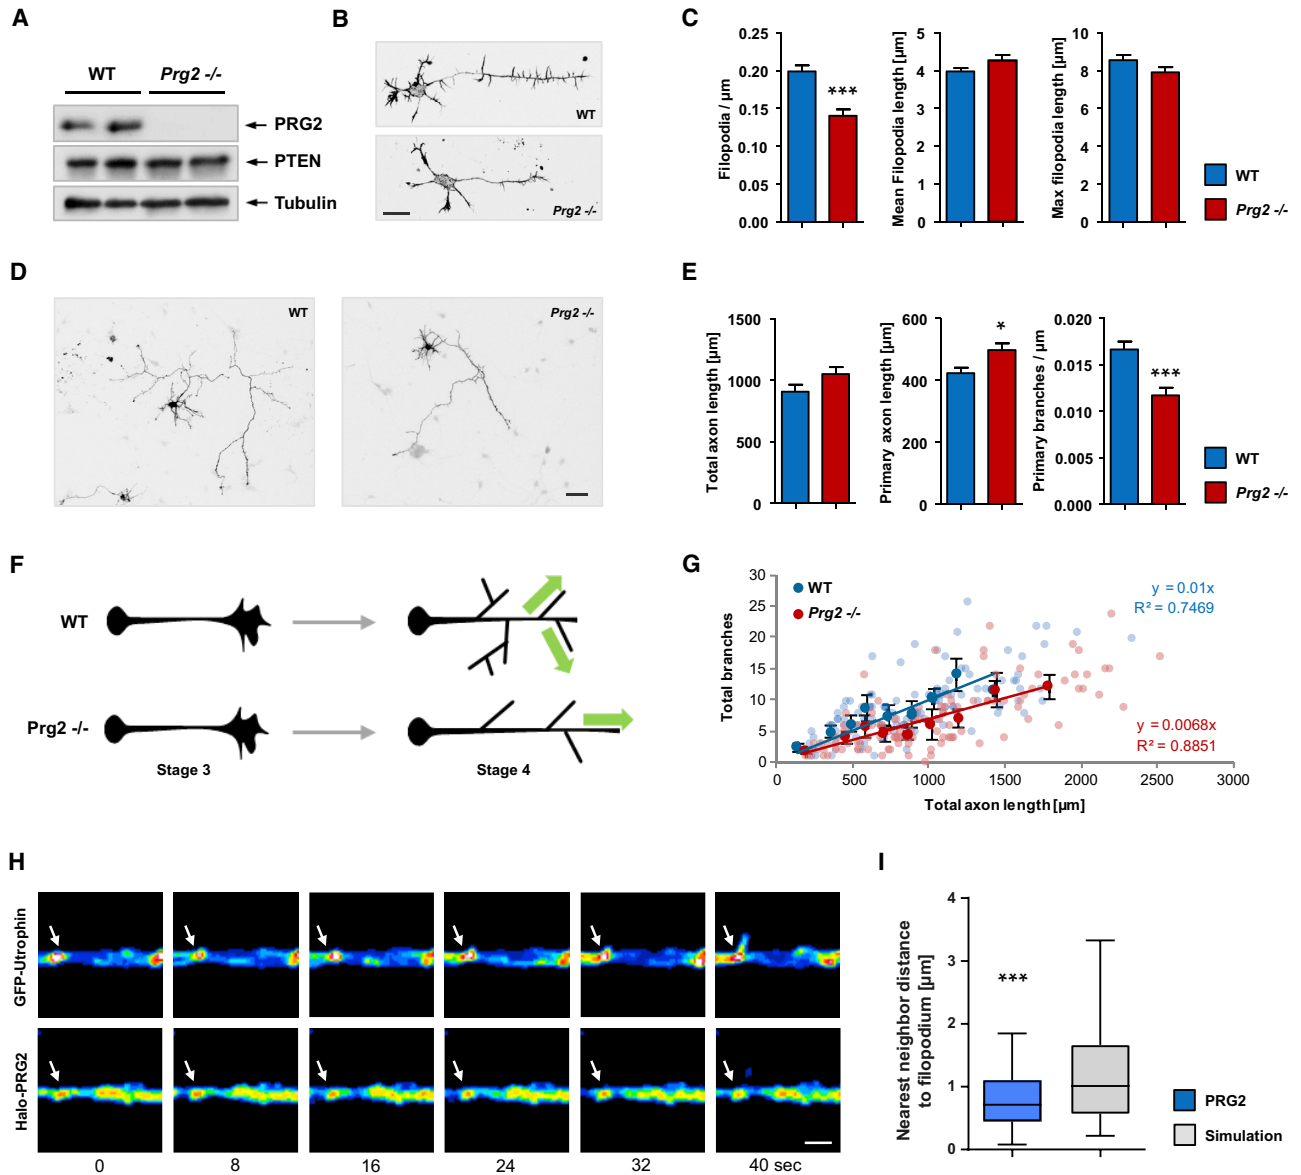 A
WT
Prg2 -/-
PRG2
PTEN
Tubulin
B
WT
Prg2 -/-
C
Filopodia / µm
0.25
0.20
0.15
0.10
0.05
0.00
***
Mean Filopodia length [µm]
5
4
3
2
1
0
Max filopodia length [µm]
10
8
6
4
2
0
WT
Prg2 -/-
D
WT
Prg2 -/-
E
Total axon length [µm]
1500
1000
500
0
Primary axon length [µm]
600
400
200
0
*
Primary branches / µm
0.020
0.015
0.010
0.005
0.000
***
WT
Prg2 -/-
F
WT
Prg2 -/-
Stage 3
Stage 4
G
Total branches
30
25
20
15
10
5
0
WT
Prg2 -/-
y = 0.01x
R² = 0.7469
y = 0.0068x
R² = 0.8851
0 500 1000 1500 2000 2500 3000
Total axon length [µm]
H
GFP-Utrophin
Halo-PRG2
0 8 16 24 32 40 sec
I
Nearest neighbor distance
to filopodium [µm]
4
3
2
1
0
***
PRG2
Simulation